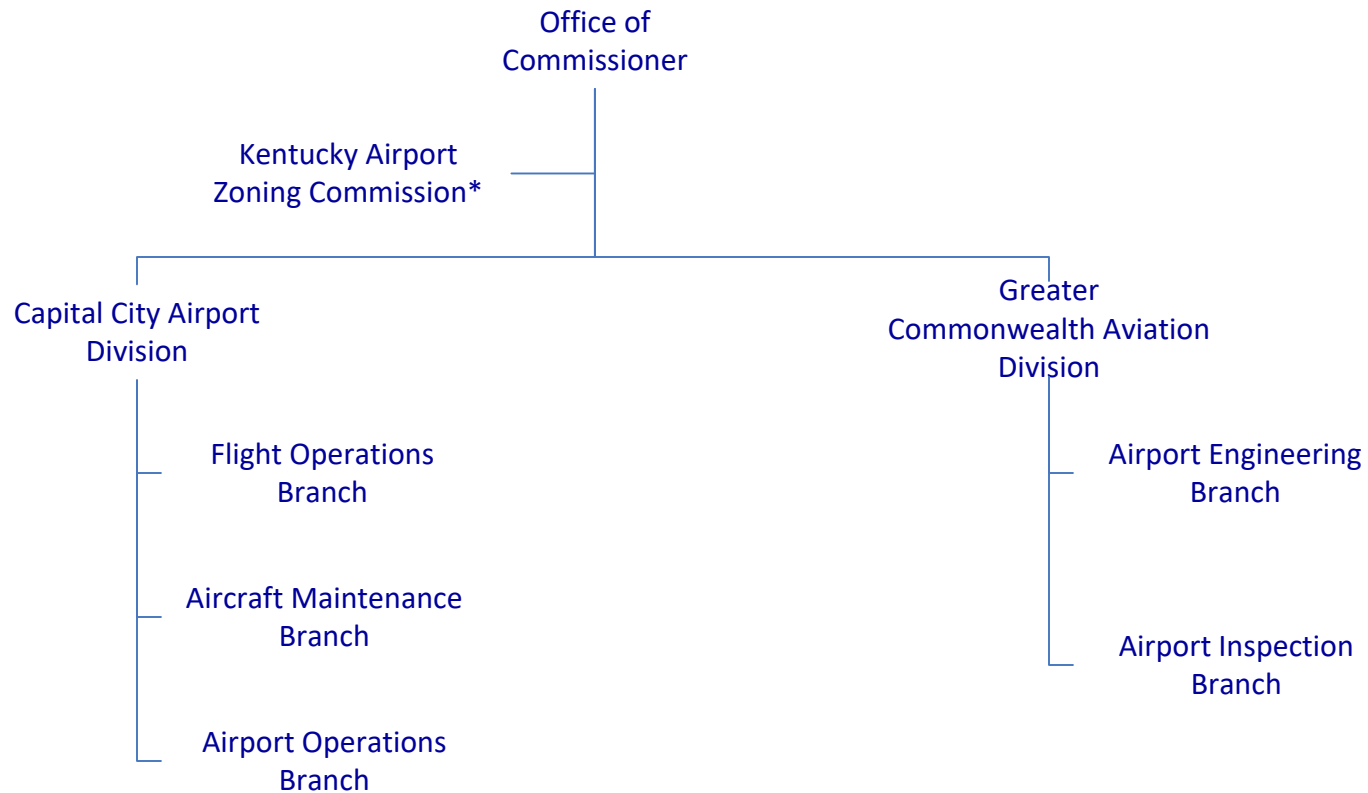 Office of
Commissioner
Kentucky Airport
Zoning Commission*
Capital City Airport
Division
Greater
Commonwealth Aviation
Division
Flight Operations
Branch
Airport Engineering
Branch
Aircraft Maintenance
Branch
Airport Inspection
Branch
Airport Operations
Branch